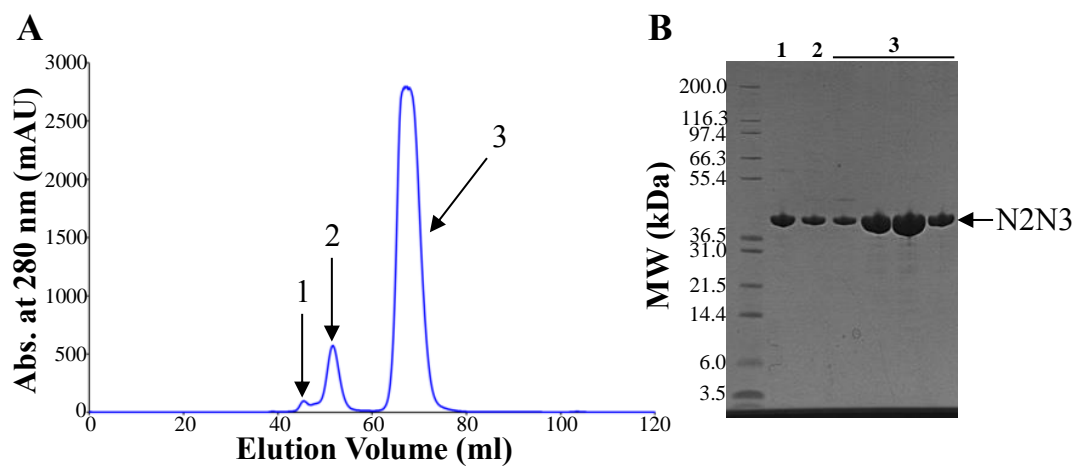 A
Abs. at 280 nm (mAU)
3000
2500
2000
1500
1000
500
0
1
2
3
0 20 40 60 80 100 120
Elution Volume (ml)
B
1 2 3
MW (kDa)
200.0
116.3
97.4
66.3
55.4
36.5
31.0
21.5
14.4
6.0
3.5
N2N3